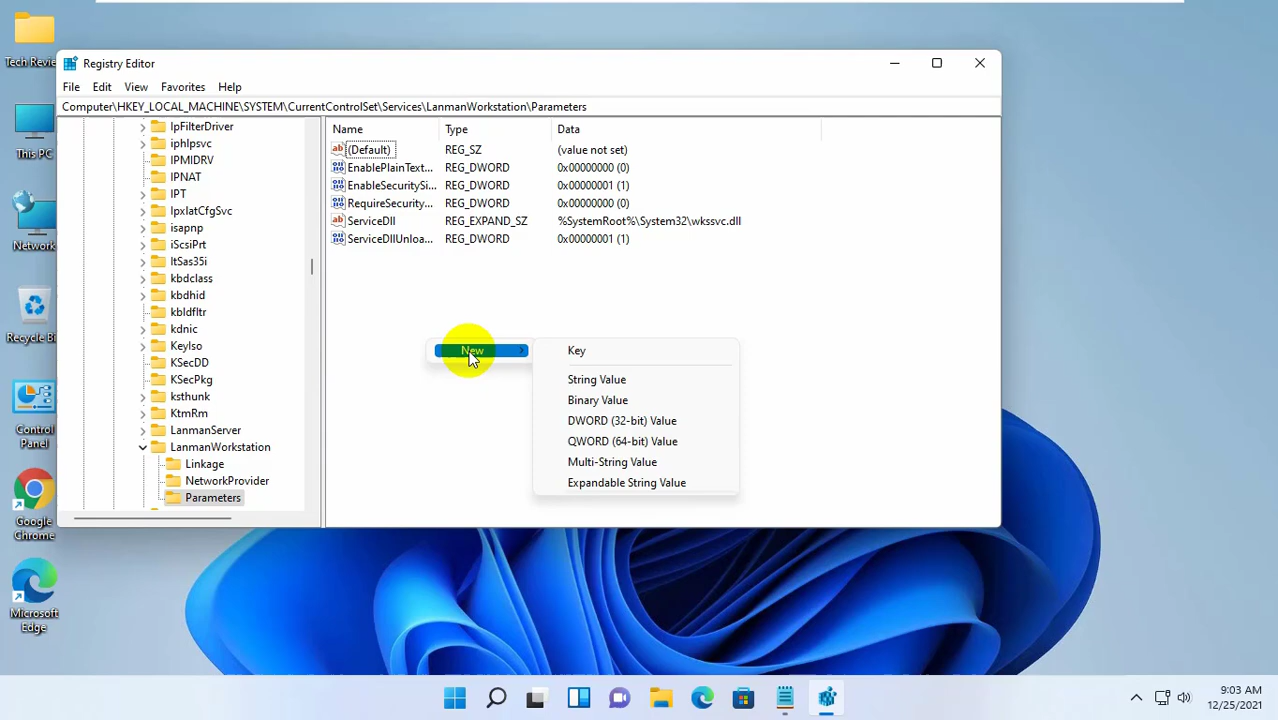 Tech Revie
This PC
Network
Recycle Bi
Control
Panel
Google
Chrome
Microsoft
Edge
Registry Editor
File Edit View Favorites Help
Computer\HKEY_LOCAL_MACHINE\SYSTEM\CurrentControlSet\Services\LanmanWorkstation\Parameters
IpFilterDriver
iphlpsvc
IPMIDRV
IPNAT
IPT
IpxlatCfgSvc
isapnp
iScsiPrt
ItSas35i
kbdclass
kbdhid
kbldfltr
kdnic
KeyIso
KSecDD
KSecPkg
ksthunk
KtmRm
LanmanServer
LanmanWorkstation
Linkage
NetworkProvider
Parameters
Name Type Data
(Default) REG_SZ (value not set)
EnablePlainText... REG_DWORD 0x00000000 (0)
EnableSecuritySi... REG_DWORD 0x00000001 (1)
RequireSecurity... REG_DWORD 0x00000000 (0)
ServiceDll REG_EXPAND_SZ %SystemRoot%\System32\wkssvc.dll
ServiceDllUnloa... REG_DWORD 0x00000001 (1)
New
Key
String Value
Binary Value
DWORD (32-bit) Value
QWORD (64-bit) Value
Multi-String Value
Expandable String Value
9:03 AM
12/25/2021